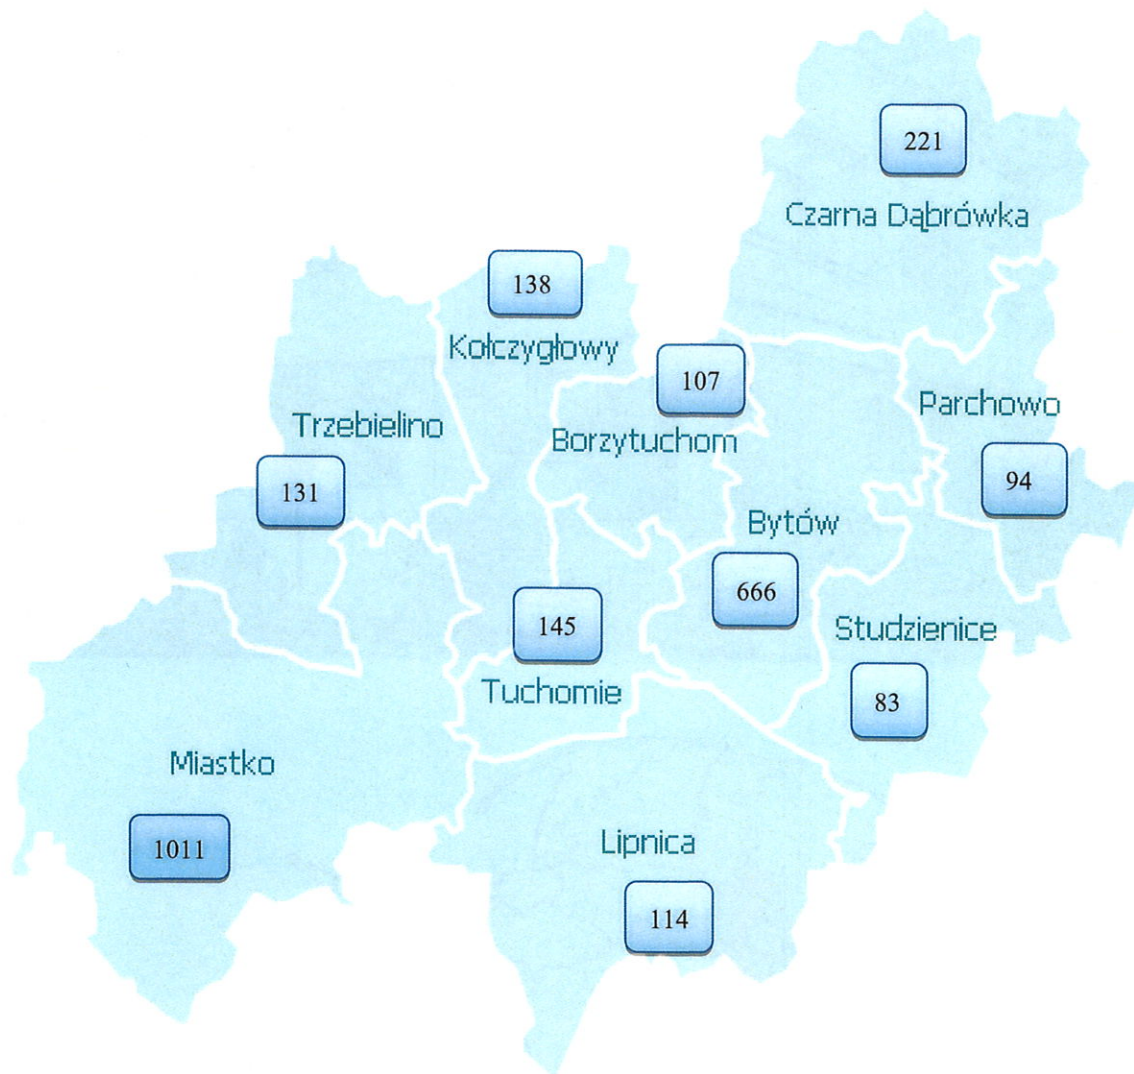 221
Czarna Dąbrówka
138
Kołczygłowy
107
Borzytuchom
Parchowo
94
Trzebielino
131
Bytów
666
145
Tuchomie
Studzienice
83
Miastko
1011
Lipnica
114